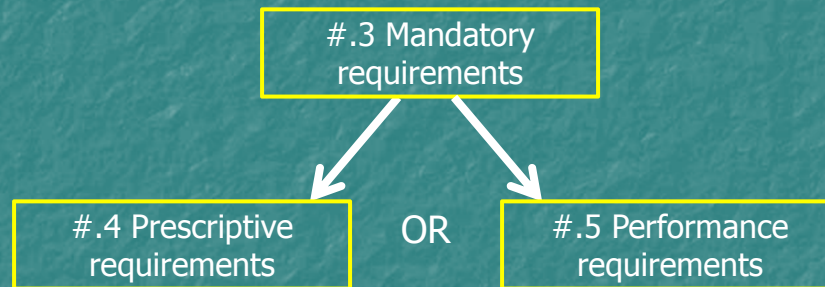 #.3 Mandatory
requirements
#.4 Prescriptive
requirements
OR
#.5 Performance
requirements